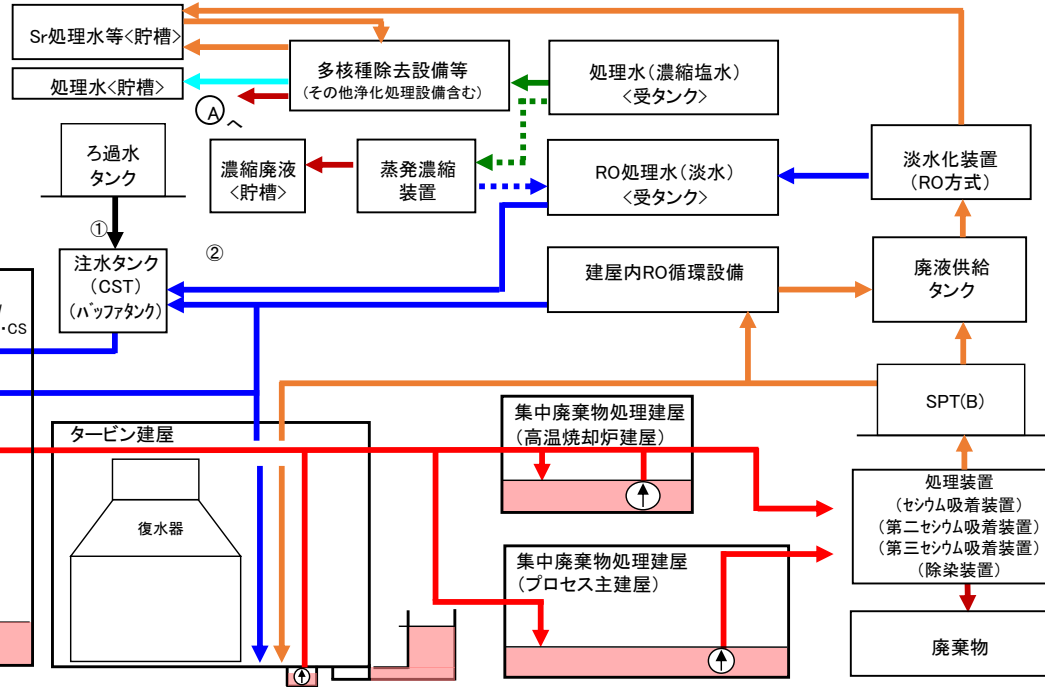 Sr処理水等<貯槽>
処理水<貯槽>
多核種除去設備等
(その他浄化処理設備含む)
処理水(濃縮塩水)
<受タンク>
Ⓐへ
ろ過水
タンク
濃縮廃液
<貯槽>
蒸発濃縮
装置
RO処理水(淡水)
<受タンク>
淡水化装置
(RO方式)
①
②
注水タンク
(CST)
(バッファタンク)
建屋内RO循環設備
廃液供給
タンク
・CS
SPT(B)
タービン建屋
復水器
集中廃棄物処理建屋
(高温焼却炉建屋)
集中廃棄物処理建屋
(プロセス主建屋)
処理装置
(セシウム吸着装置)
(第二セシウム吸着装置)
(第三セシウム吸着装置)
(除染装置)
廃棄物